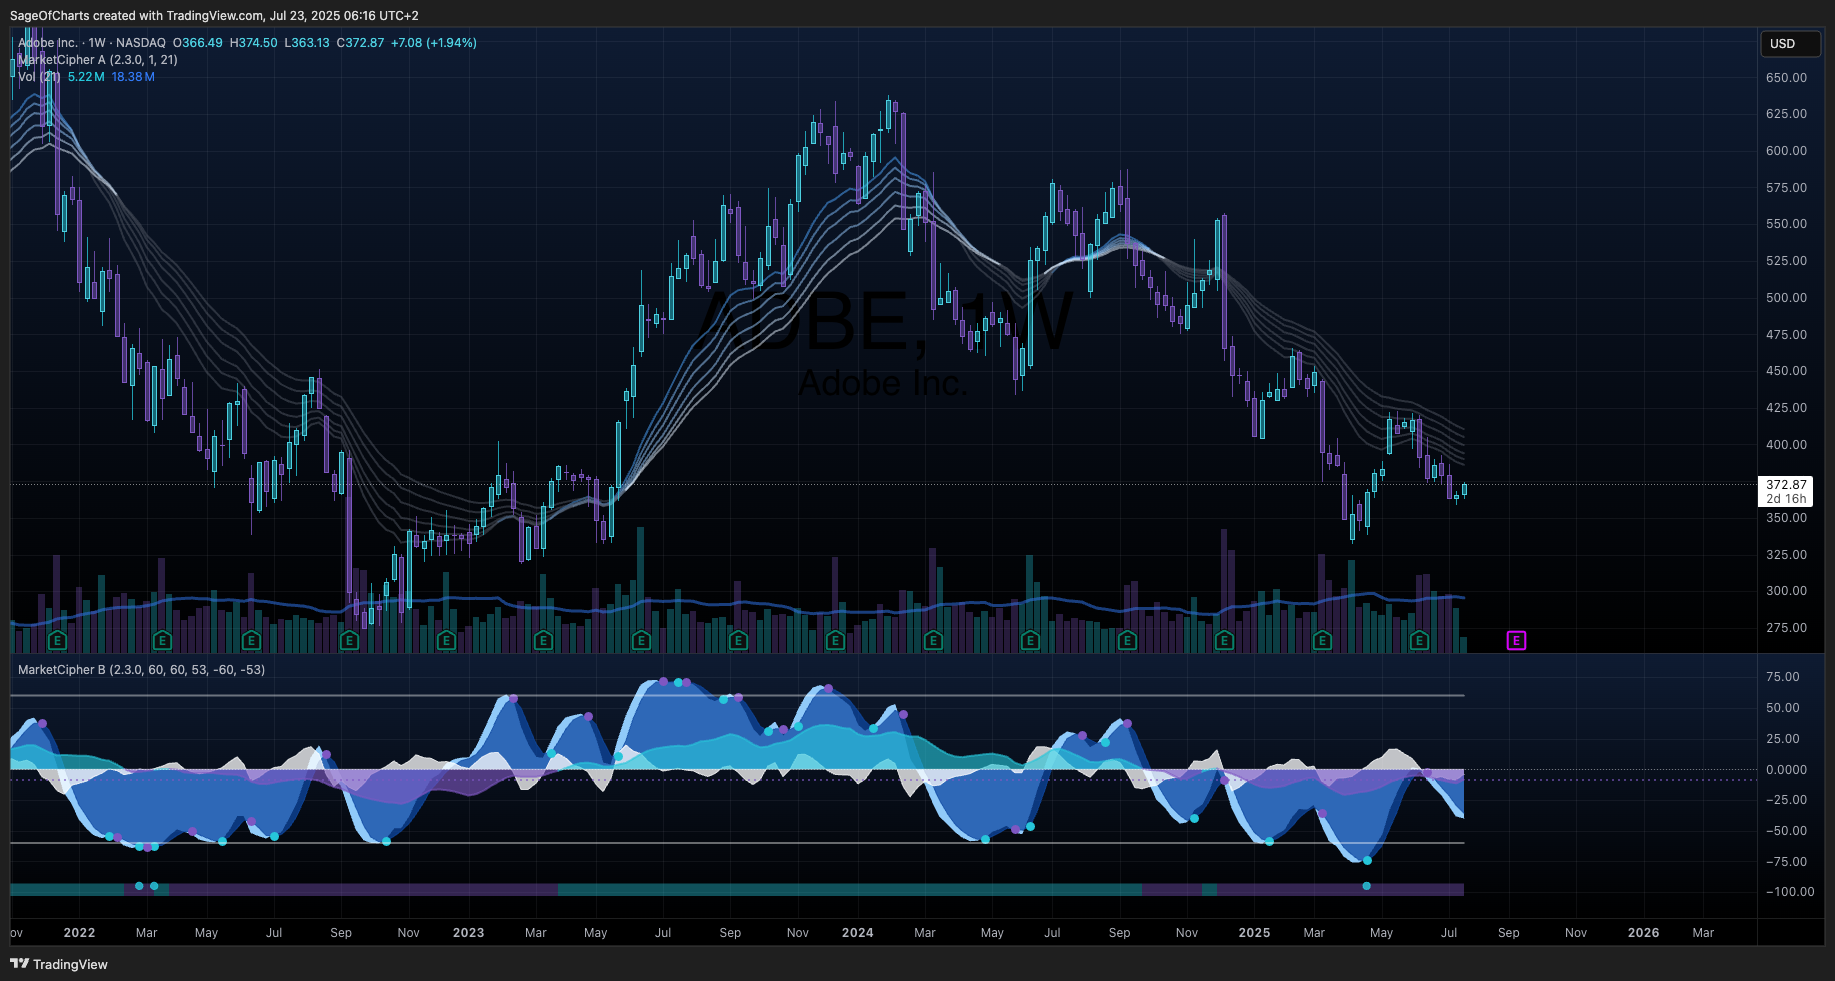 SageOfCharts created with TradingView.com, Jul 23, 2025 06:16 UTC+2
Adobe Inc. · 1W · NASDAQ O366.49 H374.50 L363.13 C372.87 +7.08 (+1.94%)
MarketCipher A (2.3.0, 1, 21)
Vol (21) 5.22 M 18.38 M
USD
650.00
625.00
600.00
575.00
550.00
525.00
500.00
475.00
450.00
425.00
400.00
372.87
2d 16h
350.00
325.00
300.00
275.00
ADBE, 1W
Adobe Inc.
E E E E E E E E E E E E E E E E
MarketCipher B (2.3.0, 60, 60, 53, -60, -53)
75.00
50.00
25.00
0.0000
−25.00
−50.00
−75.00
−100.00
ov 2022 Mar May Jul Sep Nov 2023 Mar May Jul Sep Nov 2024 Mar May Jul Sep Nov 2025 Mar May Jul Sep Nov 2026 Mar
TradingView